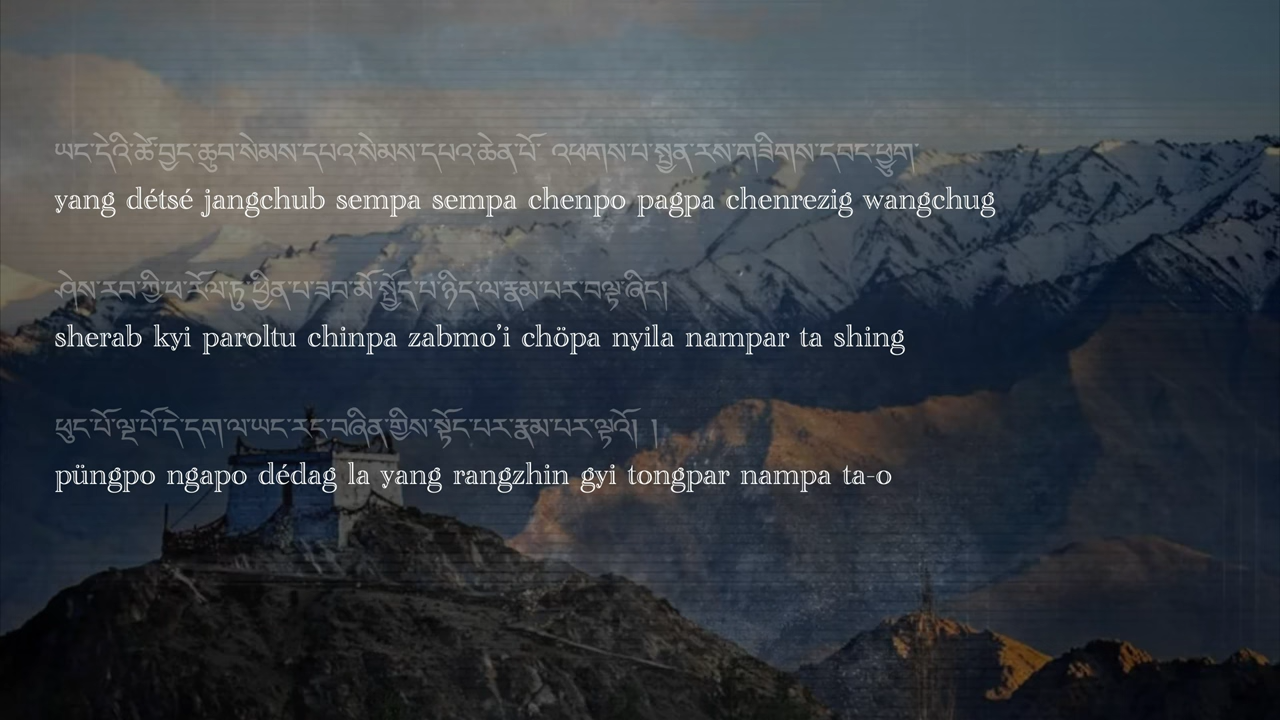 ཡང་དེའི་ཚེ་བྱང་ཆུབ་སེམས་དཔའ་སེམས་དཔའ་ཆེན་པོ་ འཕགས་པ་སྤྱན་རས་གཟིགས་དབང་ཕྱུག་
yang détsé jangchub sempa sempa chenpo pagpa chenrezig wangchug
ཤེས་རབ་ཀྱི་ཕ་རོལ་ཏུ་ཕྱིན་པ་ཟབ་མོ་སྤྱོད་པ་ཉིད་ལ་རྣམ་པར་བལྟ་ཞིང།
sherab kyi paroltu chinpa zabmo’i chöpa nyila nampar ta shing
ཕུང་པོ་ལྔ་པོ་དེ་དག་ལ་ཡང་རང་བཞིན་གྱིས་སྟོང་པར་རྣམ་པར་ལྟའོ། །
püngpo ngapo dédag la yang rangzhin gyi tongpar nampa ta-o